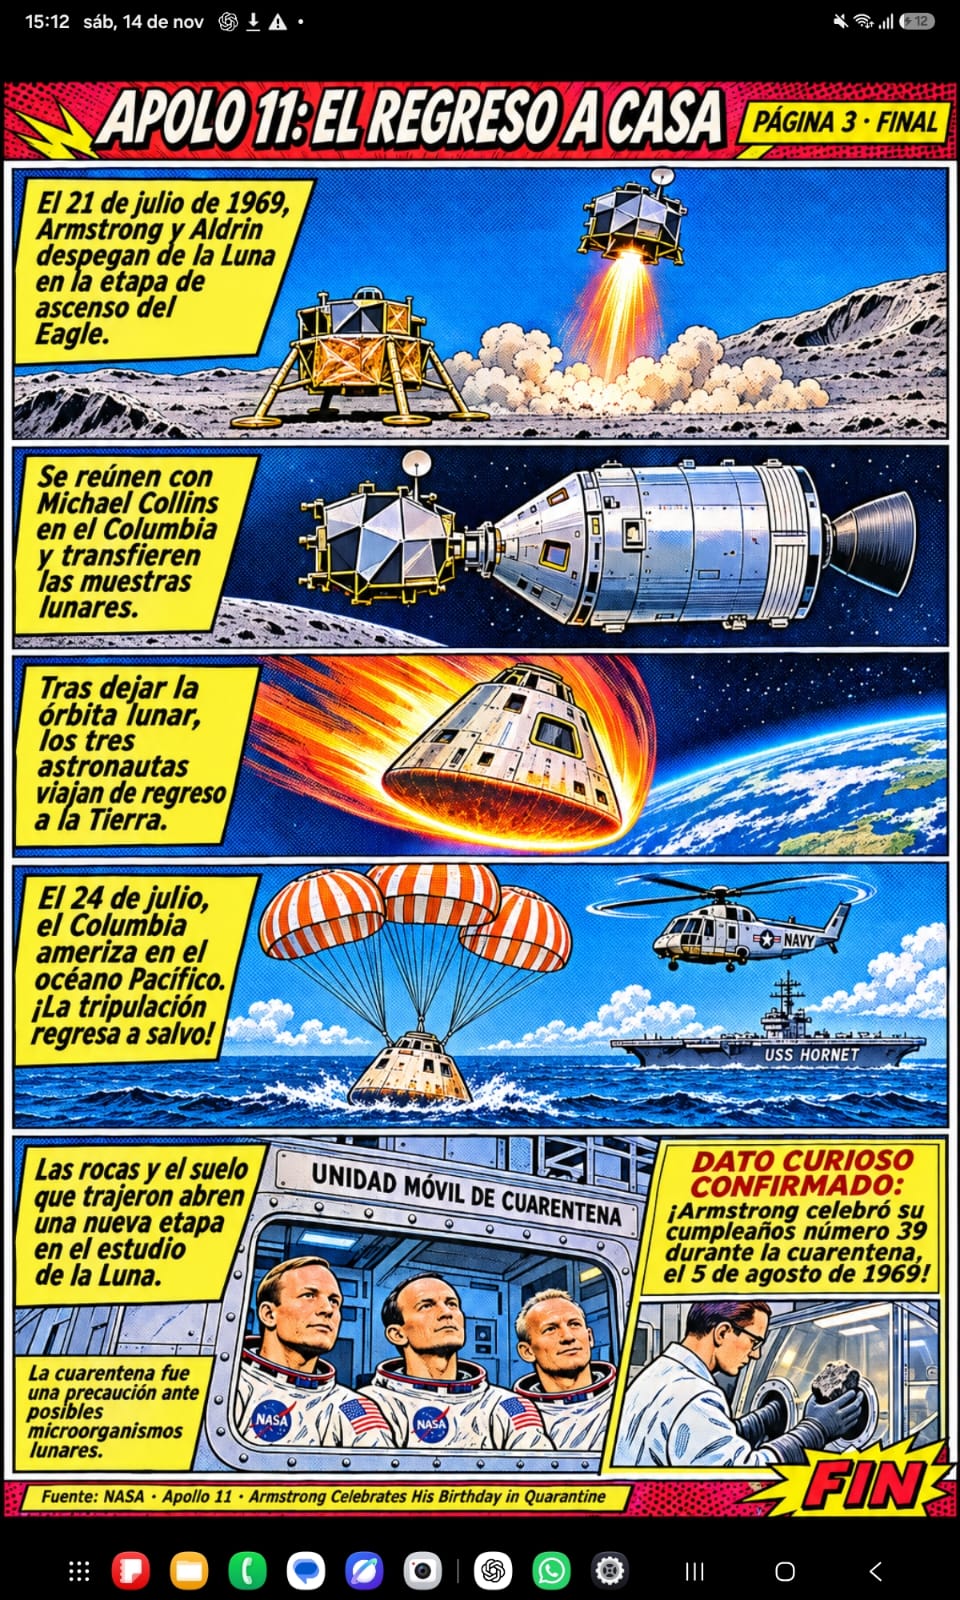 15:12 sáb, 14 de nov
12
APOLO 11: EL REGRESO A CASA
PÁGINA 3 · FINAL
El 21 de julio de 1969,
Armstrong y Aldrin
despegan de la Luna
en la etapa de
ascenso del
Eagle.
Se reúnen con
Michael Collins
en el Columbia
y transfieren
las muestras
lunares.
Tras dejar la
órbita lunar,
los tres
astronautas
viajan de regreso
a la Tierra.
El 24 de julio,
el Columbia
ameriza en el
océano Pacífico.
¡La tripulación
regresa a salvo!
NAVY
USS HORNET
Las rocas y el suelo
que trajeron abren
una nueva etapa
en el estudio
de la Luna.
UNIDAD MÓVIL DE CUARENTENA
NASA
NASA
La cuarentena fue
una precaución ante
posibles
microorganismos
lunares.
DATO CURIOSO
CONFIRMADO:
¡Armstrong celebró su
cumpleaños número 39
durante la cuarentena,
el 5 de agosto de 1969!
FIN
Fuente: NASA · Apollo 11 · Armstrong Celebrates His Birthday in Quarantine